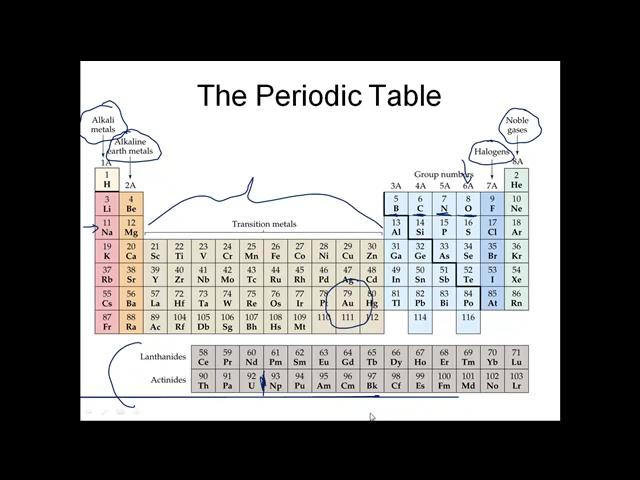 The Periodic Table
Alkali metals
Alkaline earth metals
Noble gases
Halogens
Group numbers
1A 2A 3A 4A 5A 6A 7A 8A
Transition metals
1 2
H He
3 4 5 6 7 8 9 10
Li Be B C N O F Ne
11 12 13 14 15 16 17 18
Na Mg Al Si P S Cl Ar
19 20 21 22 23 24 25 26 27 28 29 30 31 32 33 34 35 36
K Ca Sc Ti V Cr Mn Fe Co Ni Cu Zn Ga Ge As Se Br Kr
37 38 39 40 41 42 43 44 45 46 47 48 49 50 51 52 53 54
Rb Sr Y Zr Nb Mo Tc Ru Rh Pd Ag Cd In Sn Sb Te I Xe
55 56 57 72 73 74 75 76 77 78 79 80 81 82 83 84 85 86
Cs Ba La Hf Ta W Re Os Ir Pt Au Hg Tl Pb Bi Po At Rn
87 88 89 104 105 106 107 108 109 110 111 112 114 116
Fr Ra Ac Rf Db Sg Bh Hs Mt
Lanthanides
58 59 60 61 62 63 64 65 66 67 68 69 70 71
Ce Pr Nd Pm Sm Eu Gd Tb Dy Ho Er Tm Yb Lu
Actinides
90 91 92 93 94 95 96 97 98 99 100 101 102 103
Th Pa U Np Pu Am Cm Bk Cf Es Fm Md No Lr